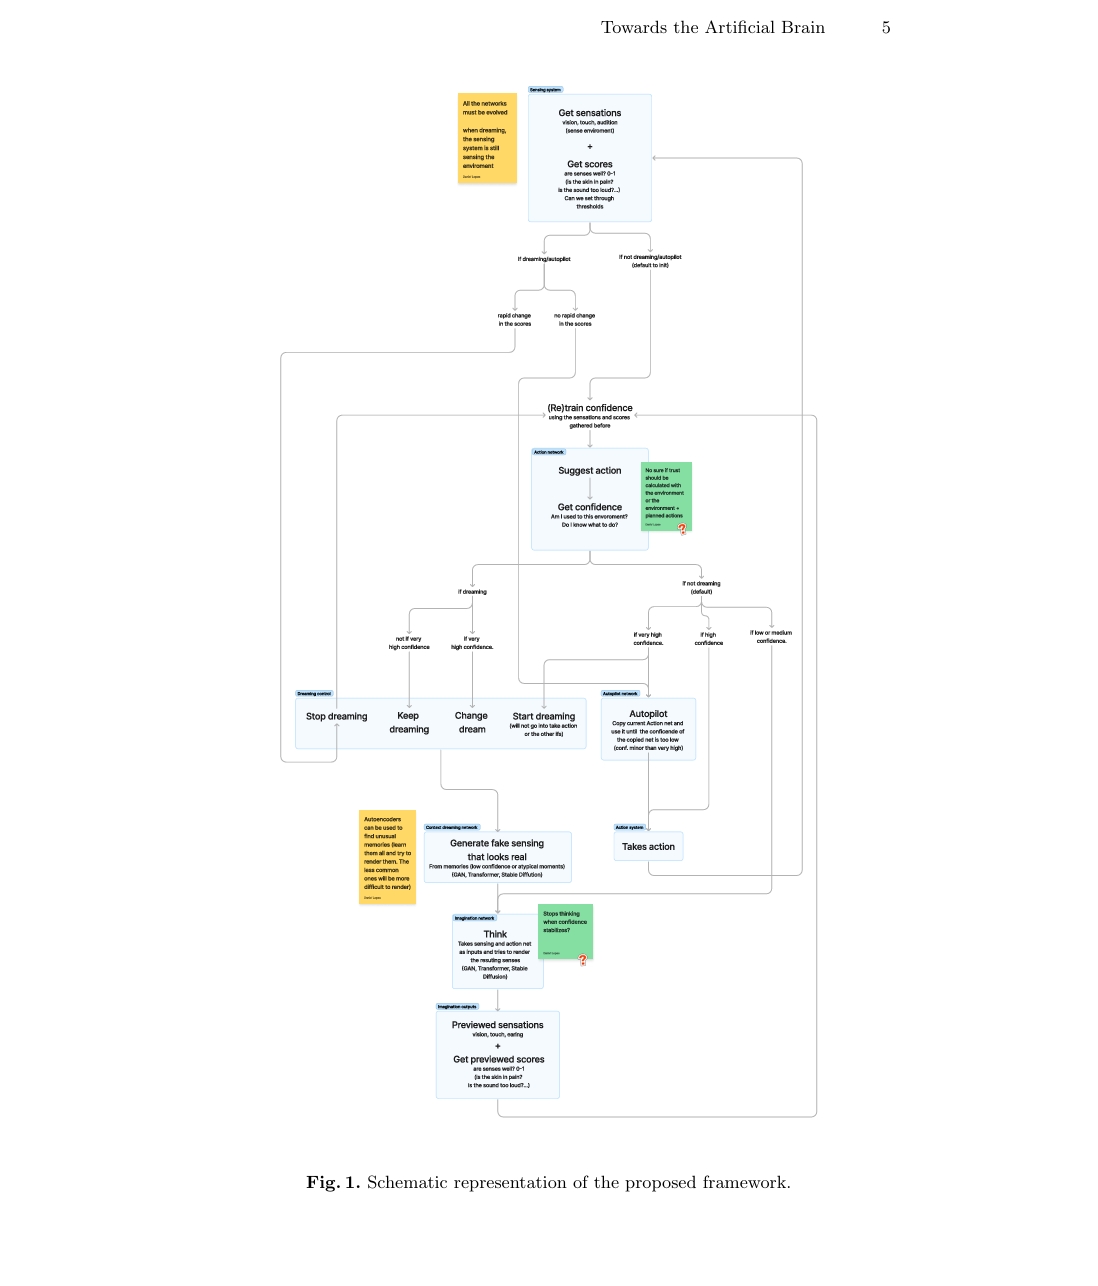 Towards the Artificial Brain 5
All the networks
must be evolved
when dreaming,
the sensing
system is still
sensing the
enviroment
Sensing system
Get sensations
vision, touch, audition
(sense enviroment)
+
Get scores
are senses well? 0-1
(Is the skin in pain?
Is the sound too loud?...)
Can we set through
thresholds
If dreaming/autopilot
If not dreaming/autopilot
(default to init)
rapid change
in the scores
no rapid change
in the scores
(Re)train confidence
using the sensations and scores
gathered before
Action network
Suggest action
Get confidence
Am I used to this envoroment?
Do I know what to do?
No sure if trust
should be
calculated with
the environment
or the
environment +
planned actions
?
if dreaming
If not dreaming
(default)
not if very
high confidence
If very
high confidence.
If very high
confidence.
If high
confidence
If low or medium
confidence.
Dreaming control
Stop dreaming
Keep
dreaming
Change
dream
Start dreaming
(will not go into take action
or the other ifs)
Autopilot network
Autopilot
Copy current Action net and
use it until the conficende of
the copied net is too low
(conf. minor than very high)
Autoencoders
can be used to
find unusual
memories (learn
them all and try to
render them. The
less common
ones will be more
difficult to render)
Context dreaming network
Generate fake sensing
that looks real
From memories (low confidence or atypical moments)
(GAN, Transformer, Stable Diffution)
Action system
Takes action
Imagination network
Think
Takes sensing and action net
as inputs and tries to render
the resuting senses
(GAN, Transformer, Stable
Diffusion)
Stops thinking
when confidence
stabilizes?
?
Imagination outputs
Previewed sensations
vision, touch, earing
+
Get previewed scores
are senses well? 0-1
(Is the skin in pain?
Is the sound too loud?...)
Fig. 1. Schematic representation of the proposed framework.